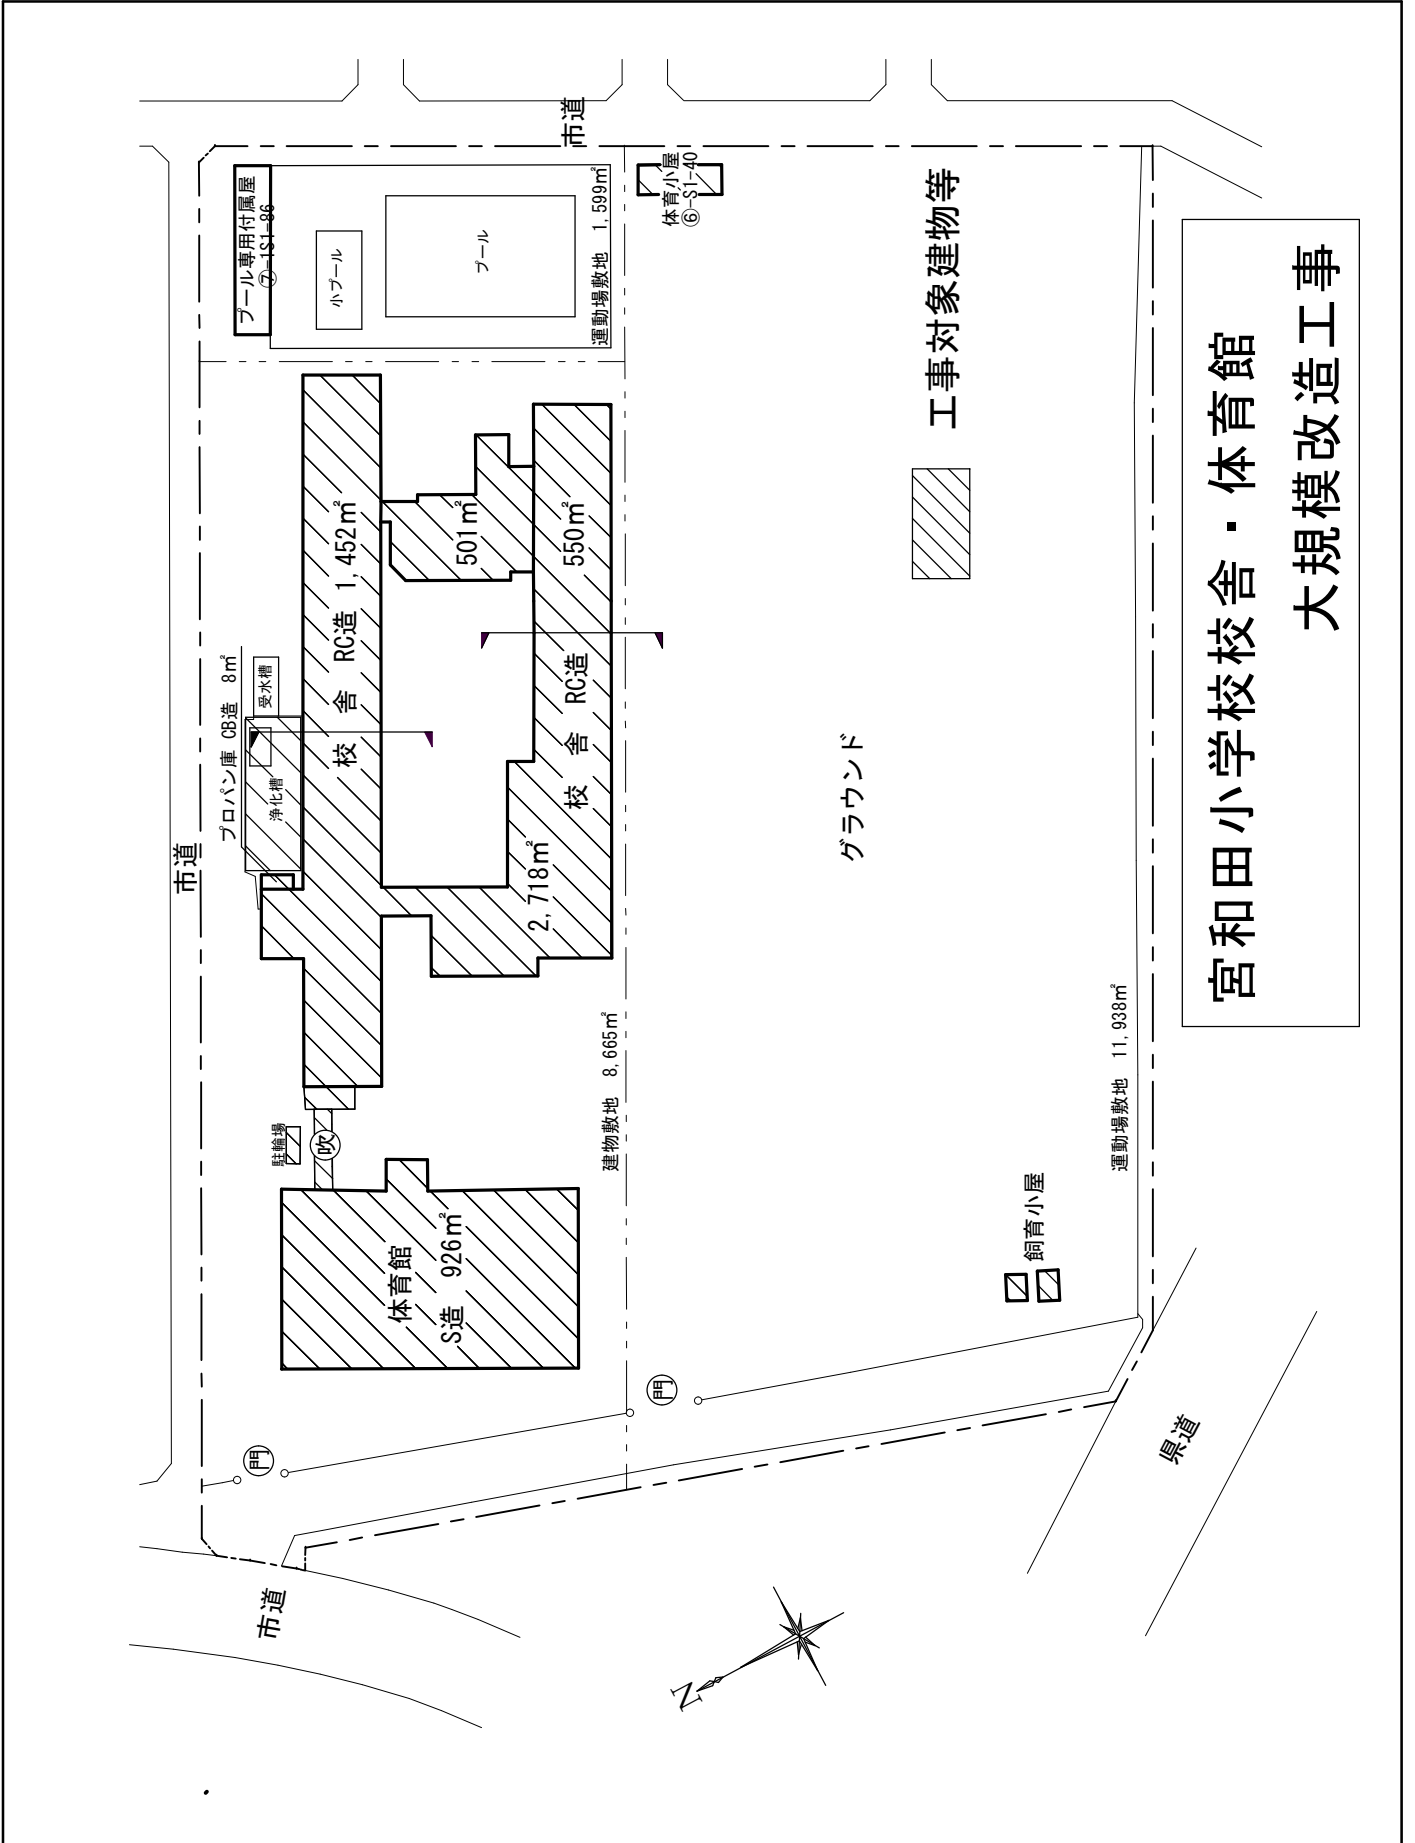 市道
プール専用付属屋
⑦-1S1-86
小プール
プール
運動場敷地　1,599㎡
体育小屋
⑥-S1-40
市道
プロパン庫 CB造　8㎡
受水槽
浄化槽
校　舎　RC造　1,452㎡
501㎡
550㎡
校　舎　RC造
2,718㎡
駐輪場
吹
体育館
S造　926㎡
建物敷地　8,665㎡
グラウンド
工事対象建物等
運動場敷地　11,938㎡
飼育小屋
門
門
市道
県道
N
宮和田小学校校舎・体育館
大規模改造工事